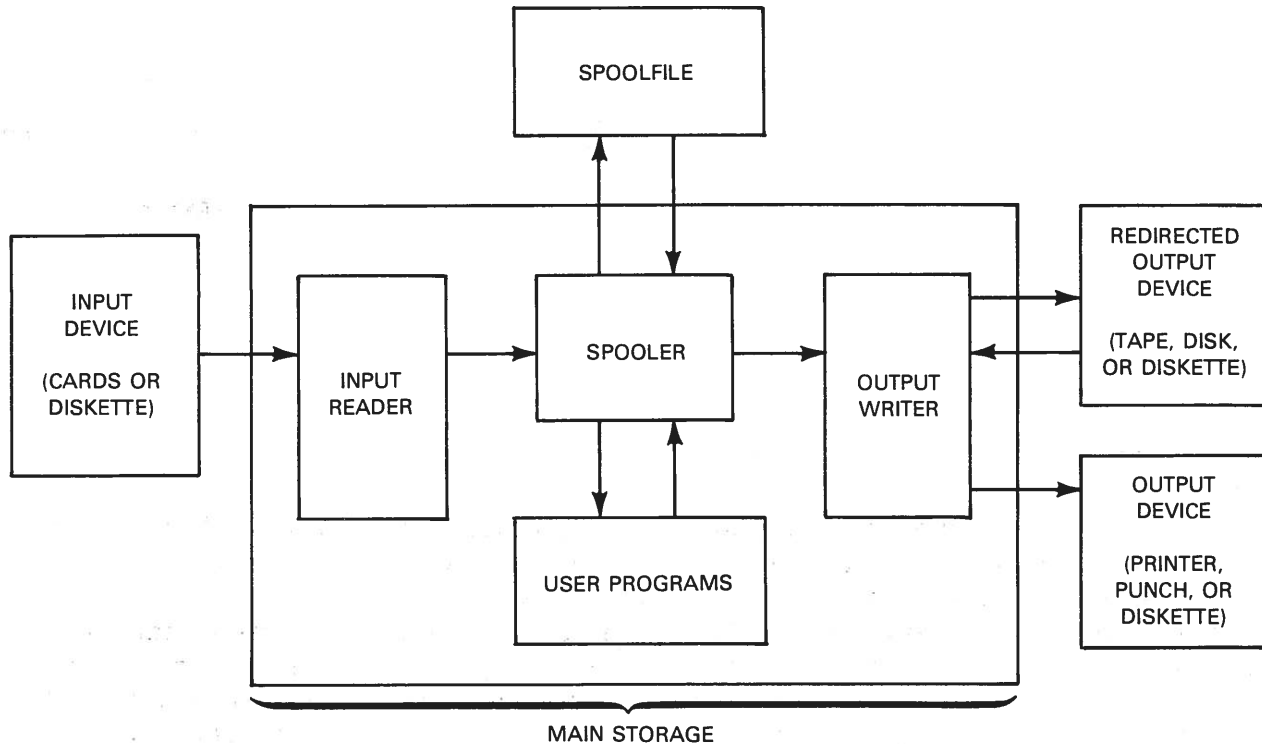 SPOOLFILE
INPUT
DEVICE
(CARDS OR
DISKETTE)
INPUT
READER
SPOOLER
USER PROGRAMS
OUTPUT
WRITER
REDIRECTED
OUTPUT
DEVICE
(TAPE, DISK,
OR DISKETTE)
OUTPUT
DEVICE
(PRINTER,
PUNCH, OR
DISKETTE)
MAIN STORAGE